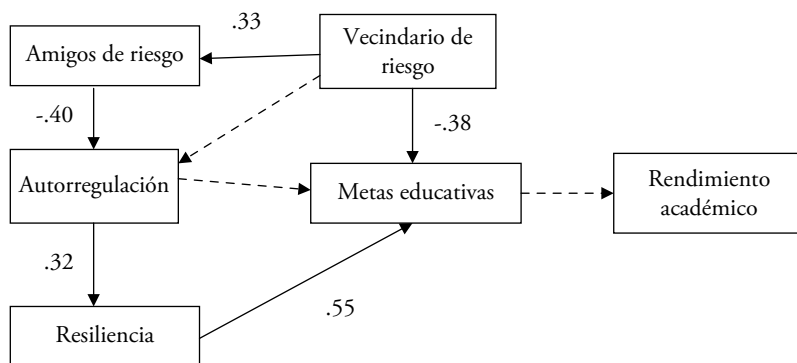 .33
Amigos de riesgo
Vecindario de
riesgo
-.40
-.38
Autorregulación
Metas educativas
Rendimiento
académico
.32
.55
Resiliencia